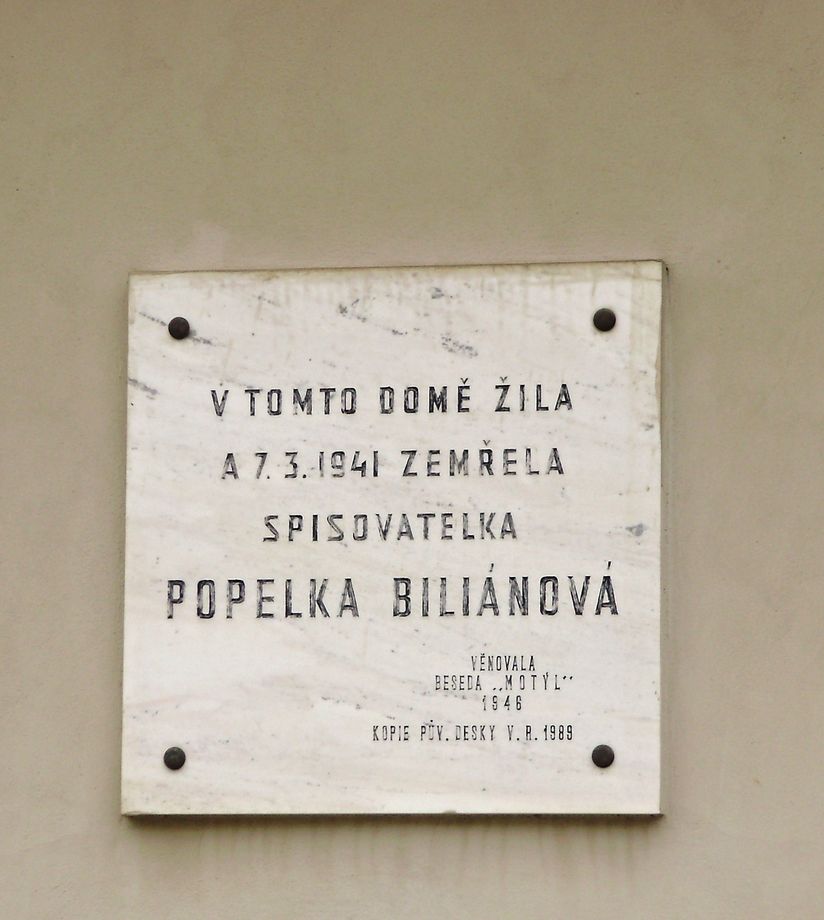 V TOMTO DOMĚ ŽILA
A 7. 3. 1941 ZEMŘELA
SPISOVATELKA
POPELKA BILIÁNOVÁ
VĚNOVALA
BESEDA „MOTÝL“
1946
KOPIE PŮV. DESKY V. R. 1989